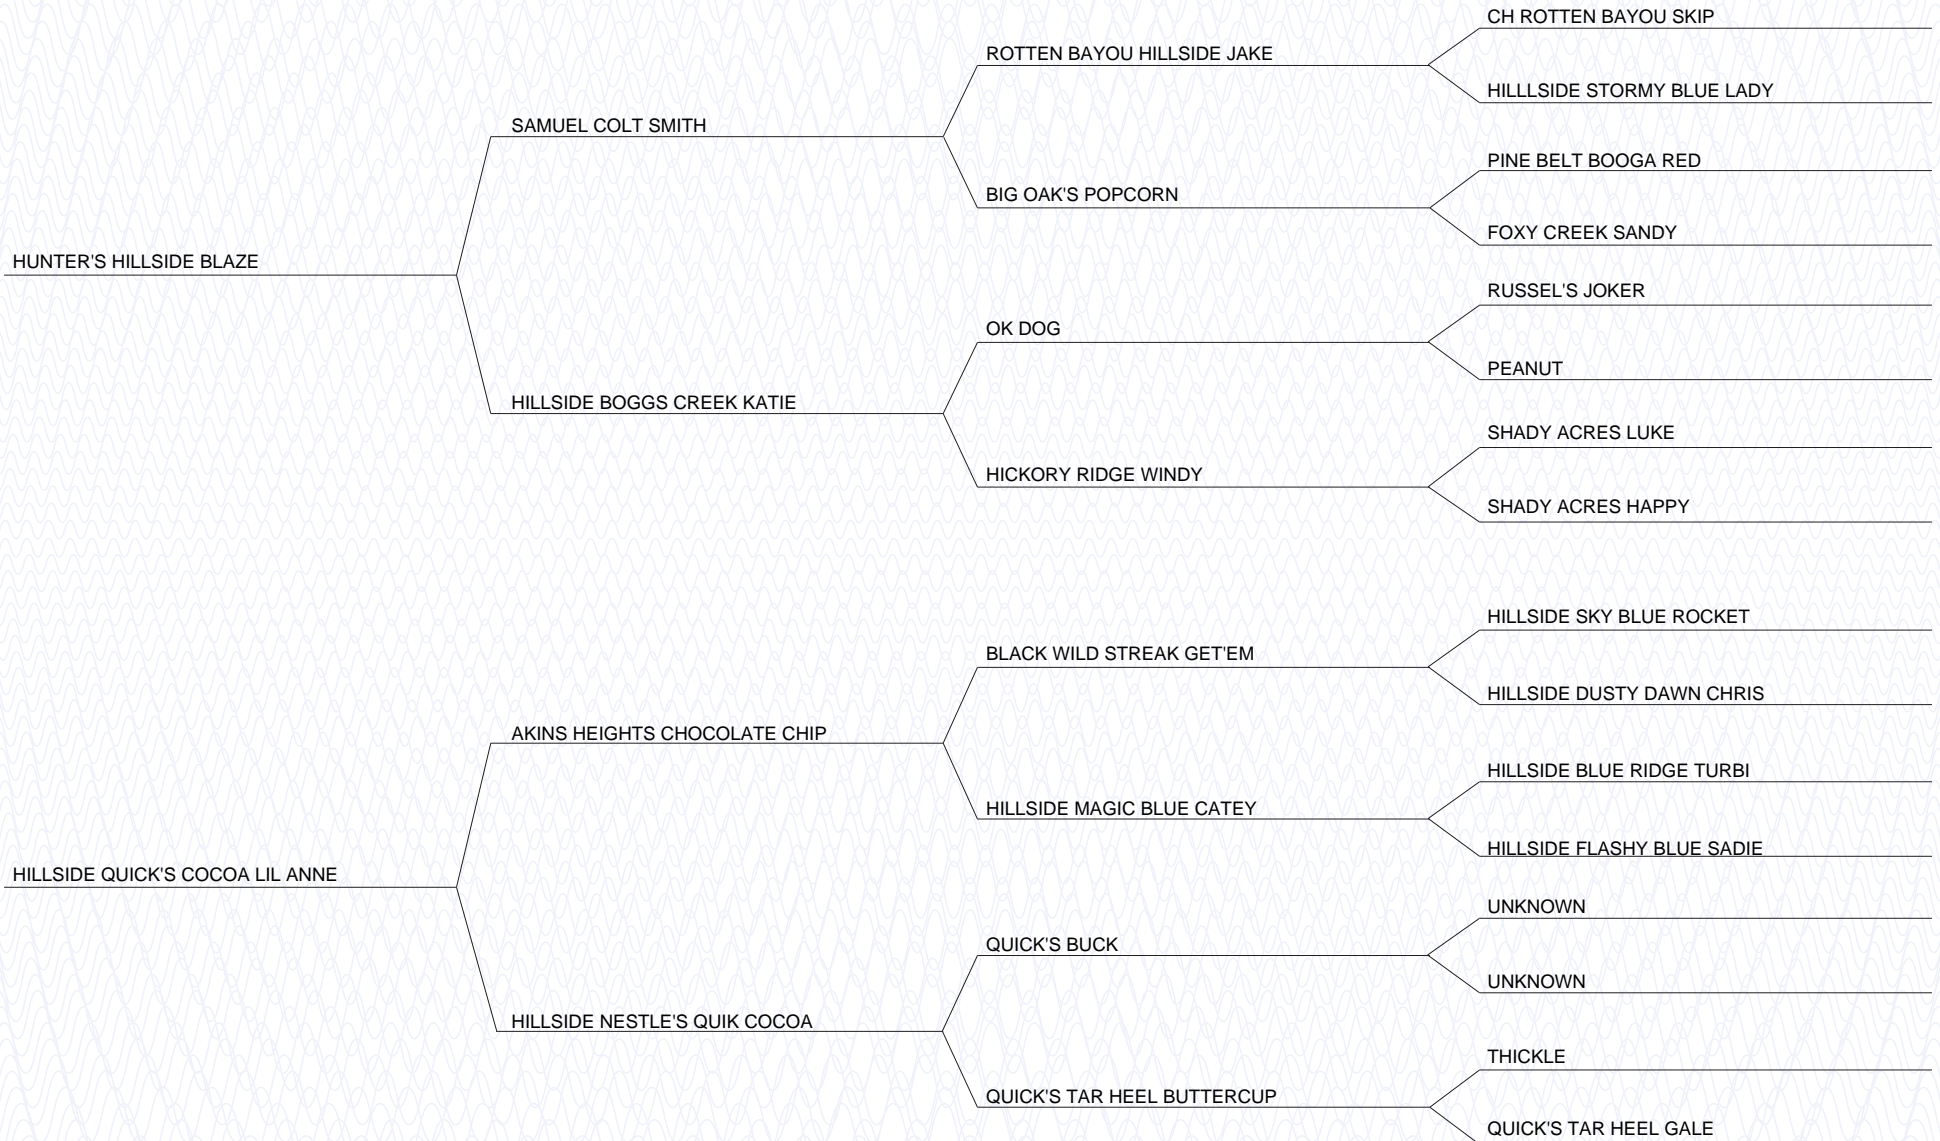 CH ROTTEN BAYOU SKIP
ROTTEN BAYOU HILLSIDE JAKE
HILLLSIDE STORMY BLUE LADY
SAMUEL COLT SMITH
PINE BELT BOOGA RED
BIG OAK'S POPCORN
FOXY CREEK SANDY
HUNTER'S HILLSIDE BLAZE
RUSSEL'S JOKER
OK DOG
PEANUT
HILLSIDE BOGGS CREEK KATIE
SHADY ACRES LUKE
HICKORY RIDGE WINDY
SHADY ACRES HAPPY
HILLSIDE SKY BLUE ROCKET
BLACK WILD STREAK GET'EM
HILLSIDE DUSTY DAWN CHRIS
AKINS HEIGHTS CHOCOLATE CHIP
HILLSIDE BLUE RIDGE TURBI
HILLSIDE MAGIC BLUE CATEY
HILLSIDE FLASHY BLUE SADIE
HILLSIDE QUICK'S COCOA LIL ANNE
UNKNOWN
QUICK'S BUCK
UNKNOWN
HILLSIDE NESTLE'S QUIK COCOA
THICKLE
QUICK'S TAR HEEL BUTTERCUP
QUICK'S TAR HEEL GALE